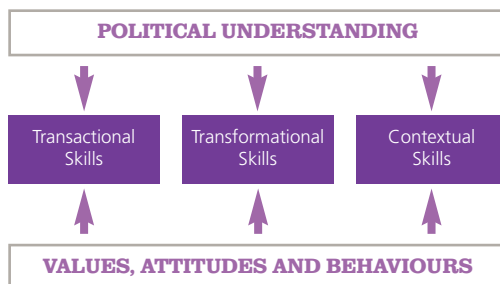 POLITICAL UNDERSTANDING
Transactional
Skills
Transformational
Skills
Contextual
Skills
VALUES, ATTITUDES AND BEHAVIOURS